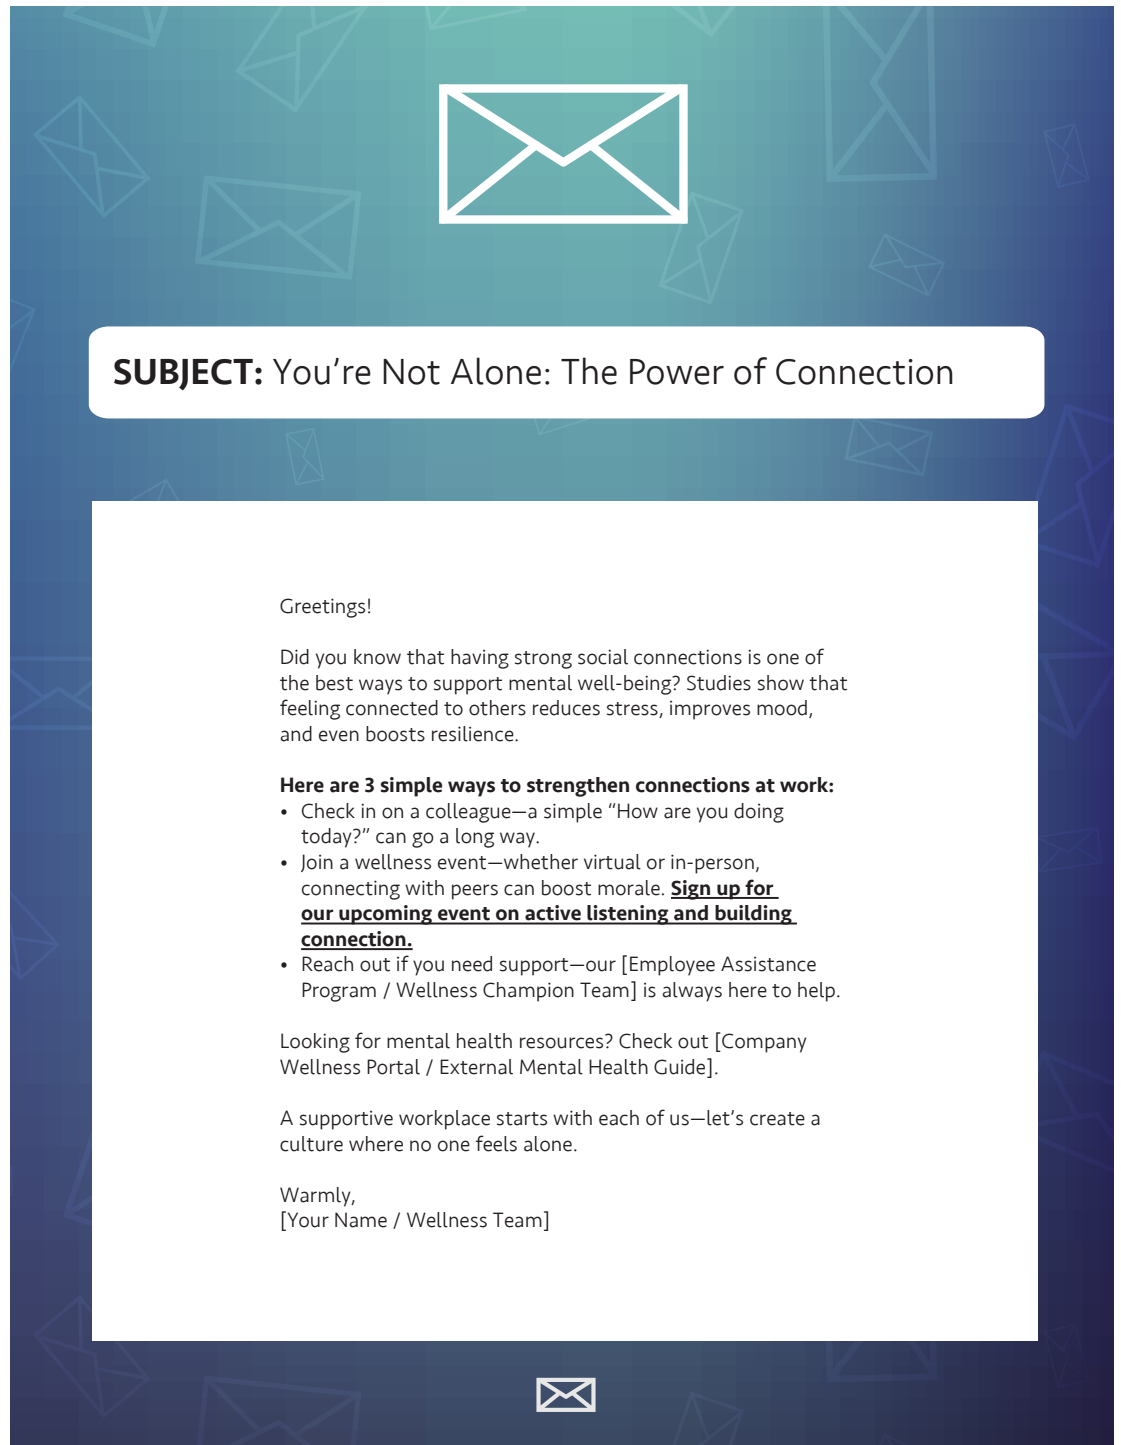 SUBJECT: You’re Not Alone: The Power of Connection
Greetings!
Did you know that having strong social connections is one of
the best ways to support mental well-being? Studies show that
feeling connected to others reduces stress, improves mood,
and even boosts resilience.
Here are 3 simple ways to strengthen connections at work:
• Check in on a colleague—a simple “How are you doing
today?” can go a long way.
• Join a wellness event—whether virtual or in-person,
connecting with peers can boost morale. Sign up for
our upcoming event on active listening and building
connection.
• Reach out if you need support—our [Employee Assistance
Program / Wellness Champion Team] is always here to help.
Looking for mental health resources? Check out [Company
Wellness Portal / External Mental Health Guide].
A supportive workplace starts with each of us—let’s create a
culture where no one feels alone.
Warmly,
[Your Name / Wellness Team]